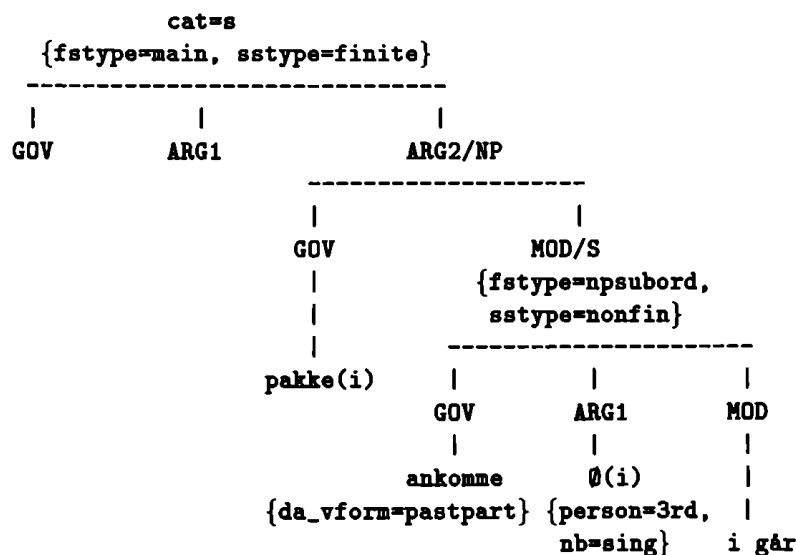 cat=s
{fstype=main, sstype=finite}
-------------------------------
| | |
GOV ARG1 ARG2/NP
--------------------
| |
GOV MOD/S
| {fstype=npsubord,
| sstype=nonfin}
| -----------------------
pakke(i) | | |
GOV ARG1 MOD
| | |
ankomme Ø(i) |
{da_vform=pastpart} {person=3rd, |
nb=sing} i går